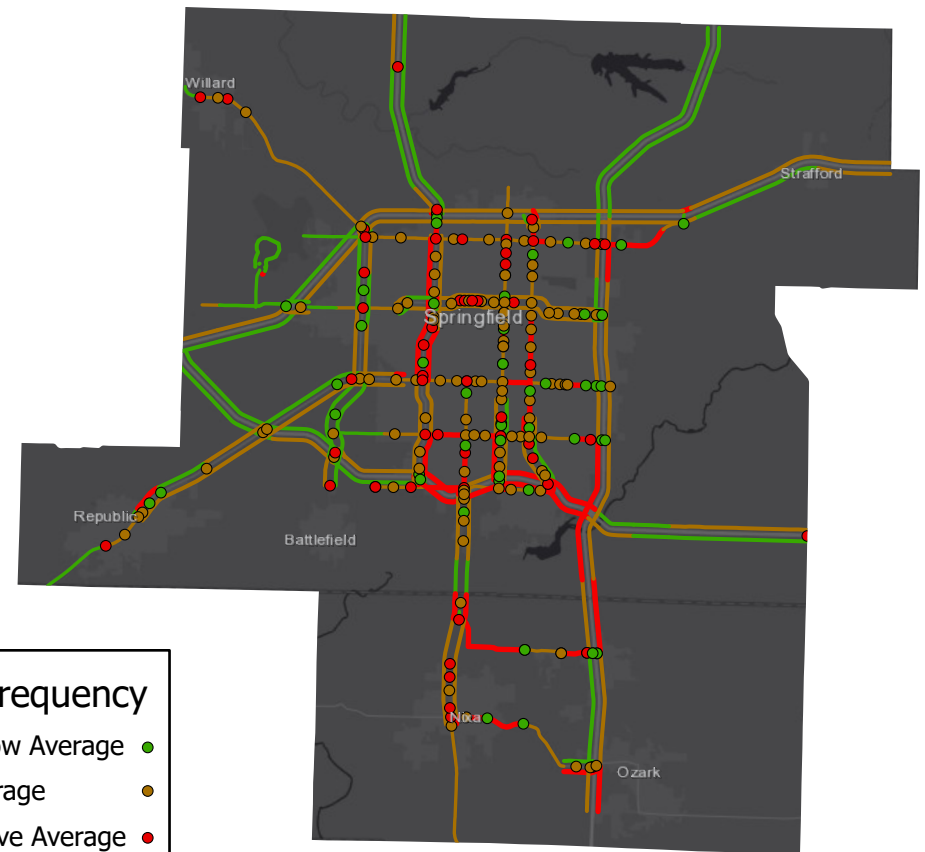 Willard
Strafford
Springfield
Republic
Battlefield
Nixa
Ozark
requency
w Average
rage
ve Average